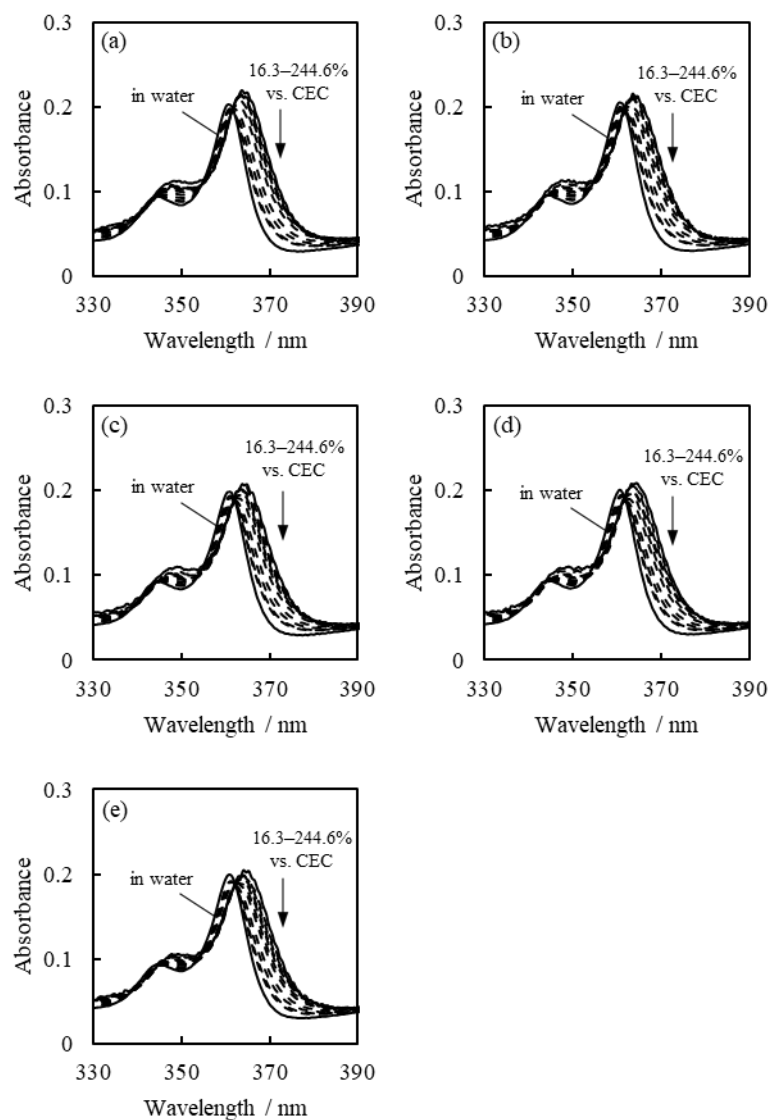 0.3
(a)
16.3–244.6%
vs. CEC
in water
0.2
0.1
0
Absorbance
330
350
370
390
Wavelength / nm
0.3
(b)
16.3–244.6%
vs. CEC
in water
0.2
0.1
0
Absorbance
330
350
370
390
Wavelength / nm
0.3
(c)
16.3–244.6%
vs. CEC
in water
0.2
0.1
0
Absorbance
330
350
370
390
Wavelength / nm
0.3
(d)
16.3–244.6%
vs. CEC
in water
0.2
0.1
0
Absorbance
330
350
370
390
Wavelength / nm
0.3
(e)
16.3–244.6%
vs. CEC
in water
0.2
0.1
0
Absorbance
330
350
370
390
Wavelength / nm